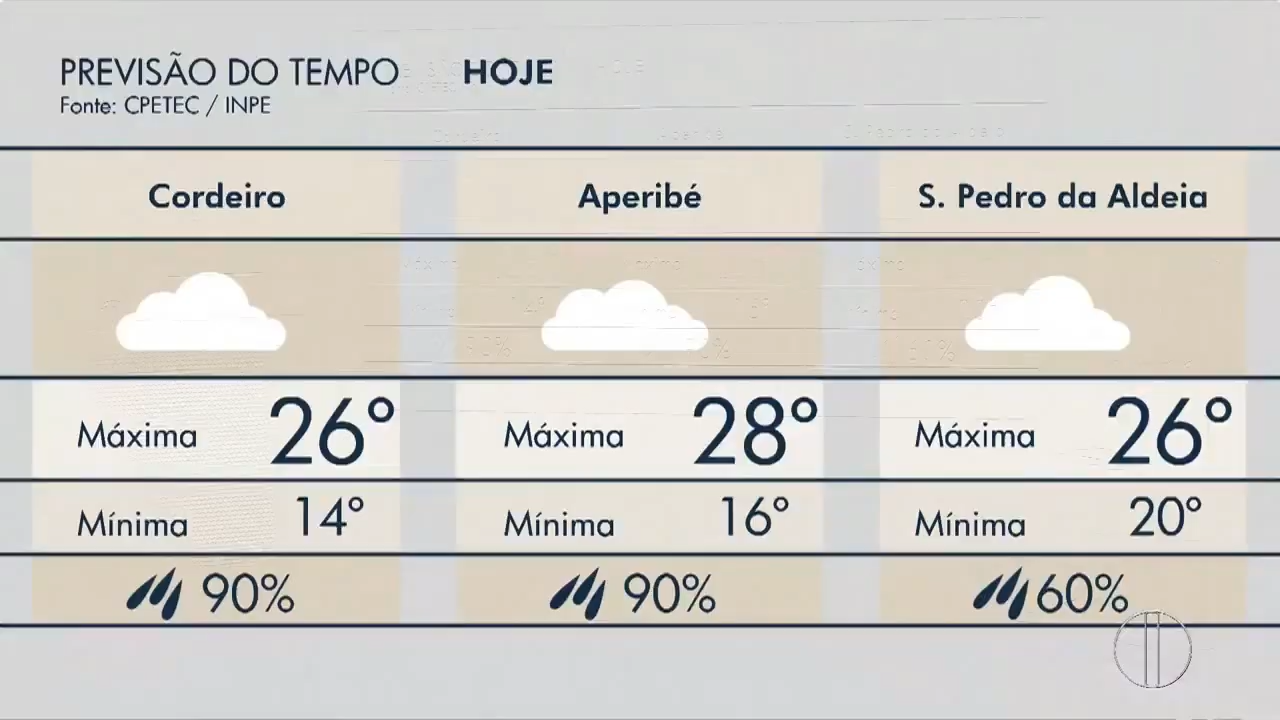 PREVISÃO DO TEMPO HOJE
Fonte: CPETEC / INPE
Cordeiro Aperibé S. Pedro da Aldeia
Máxima 26° Máxima 28° Máxima 26°
Mínima 14° Mínima 16° Mínima 20°
90% 90% 60%